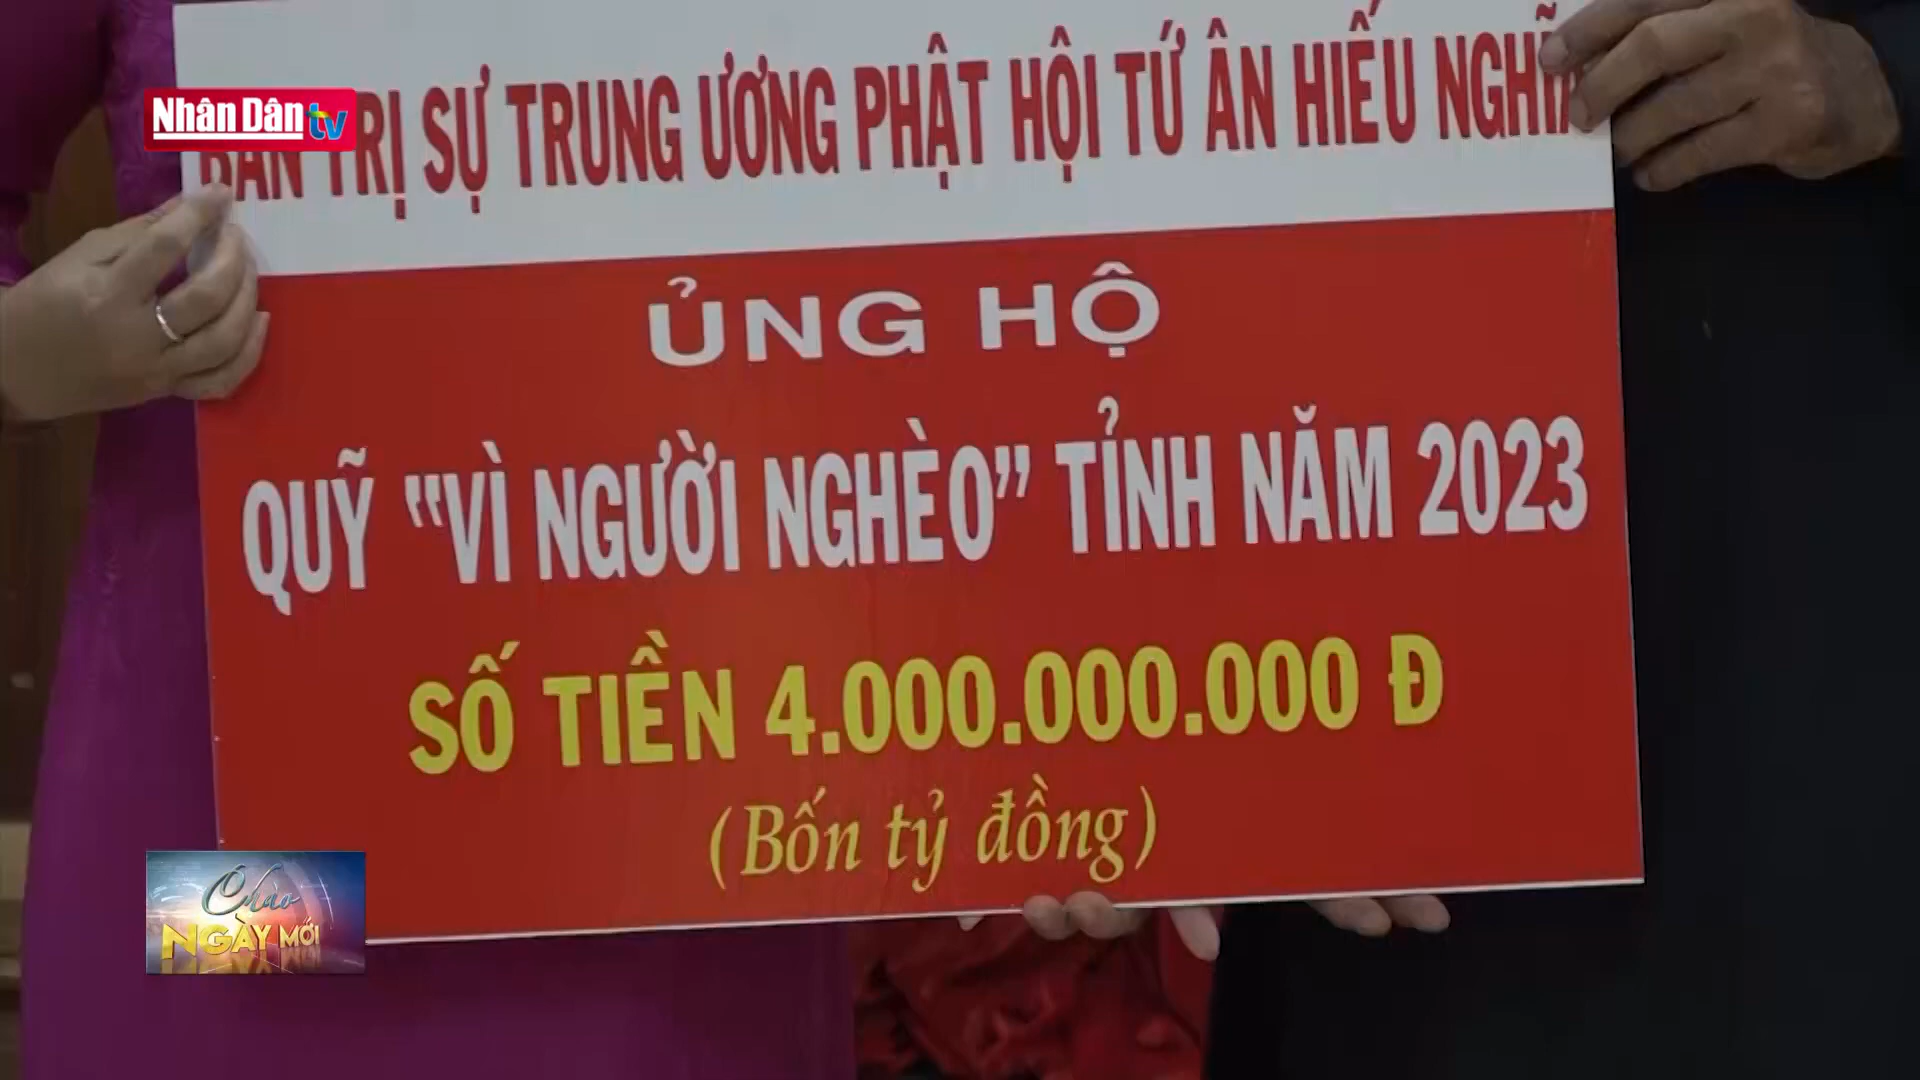 Nhân Dân tv
BAN TRỊ SỰ TRUNG ƯƠNG PHẬT HỘI TỨ ÂN HIẾU NGHĨA
ỦNG HỘ
QUỸ “VÌ NGƯỜI NGHÈO” TỈNH NĂM 2023
SỐ TIỀN 4.000.000.000 Đ
(Bốn tỷ đồng)
Chào
NGÀY MỚI